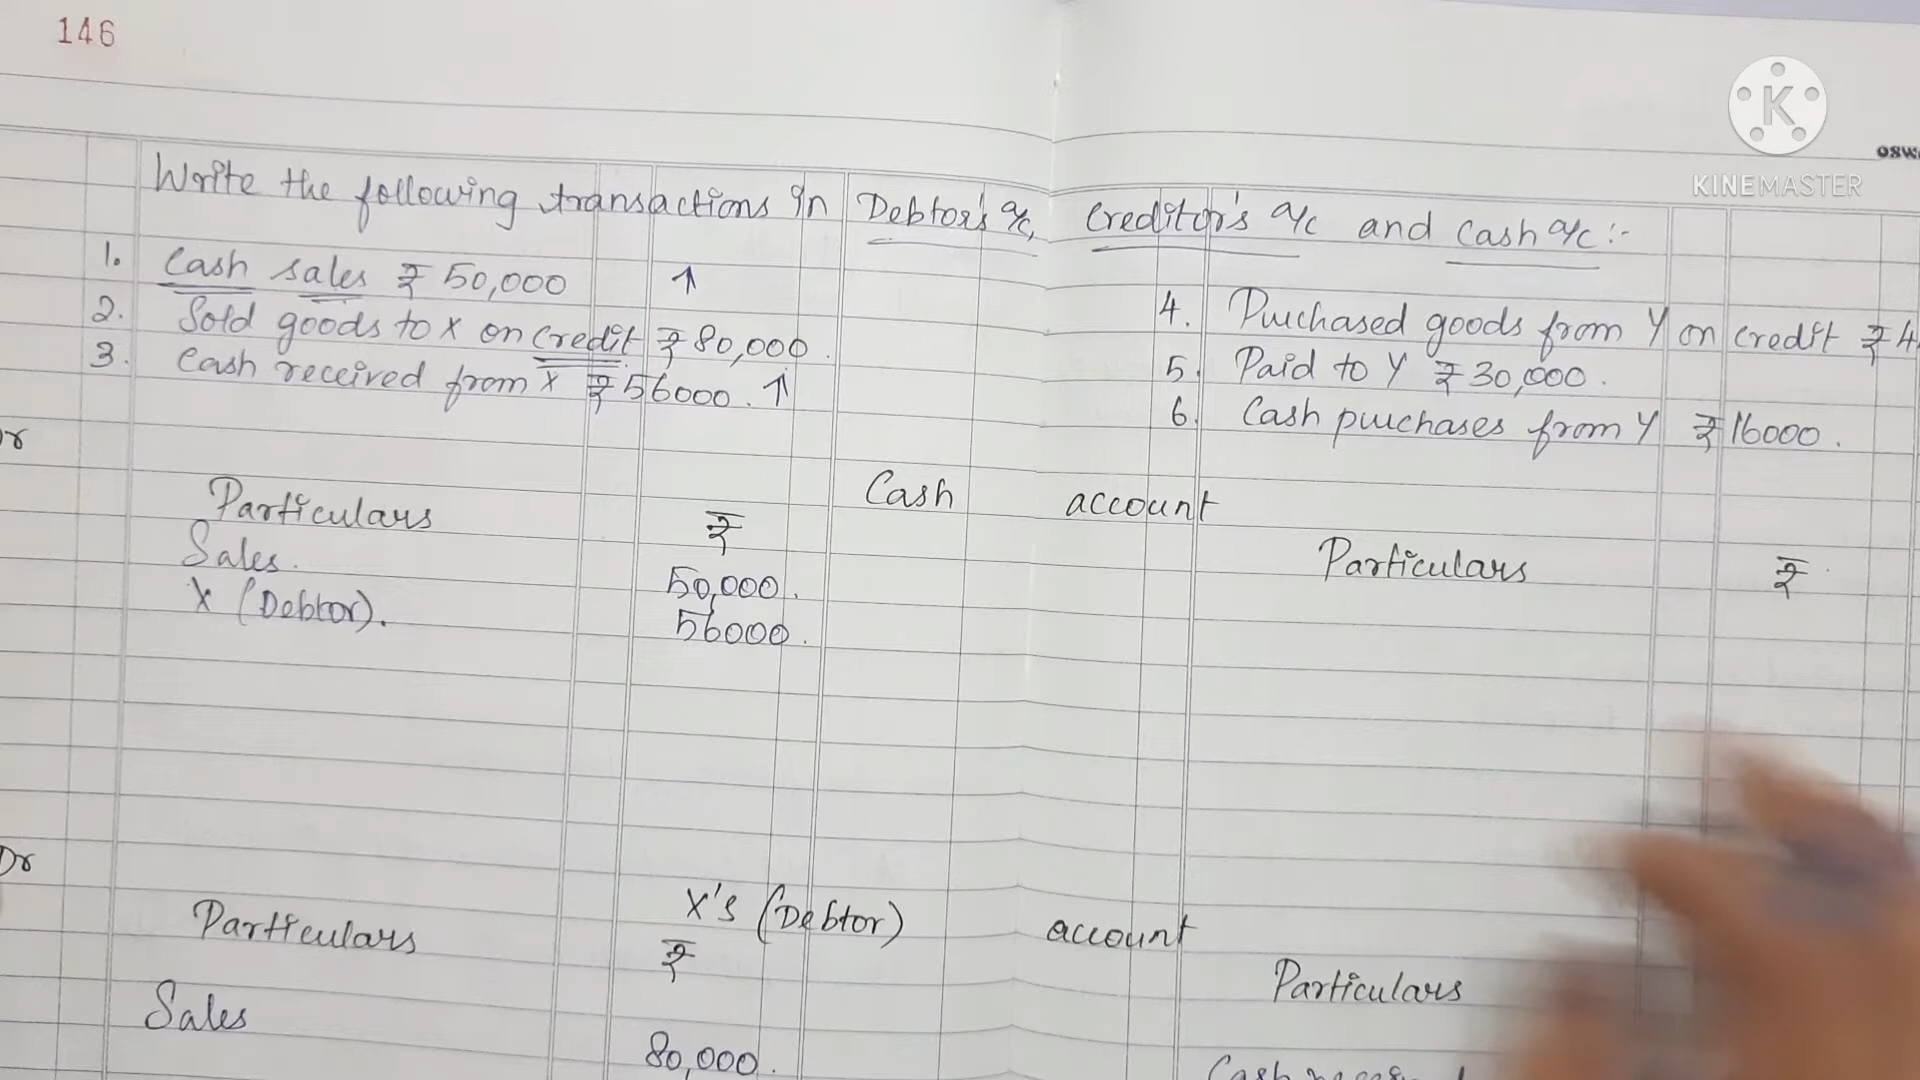 146
KINEMASTER
Write the following transactions in Debtor's a/c, Creditor's a/c and Cash a/c :-
1. Cash sales ₹ 50,000 ↑
2. Sold goods to X on credit ₹ 80,000.
3. Cash received from X ₹ 56000. ↑
4. Purchased goods from Y on credit ₹ 4
5. Paid to Y ₹ 30,000.
6. Cash purchases from Y ₹ 16000.
Cash account
Particulars ₹ Particulars ₹
Sales. 50,000.
X (Debtor). 56000.
Dr
X's (Debtor) account
Particulars ₹ Particulars
Sales 80,000.